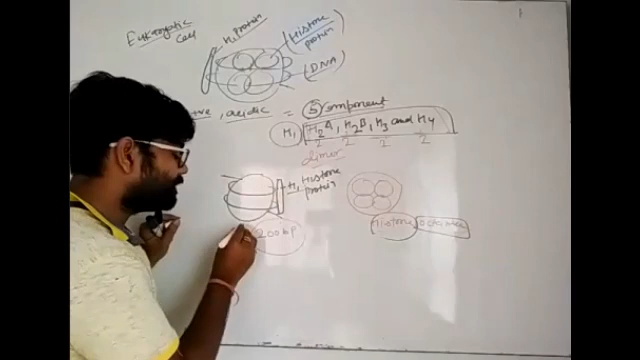 Eukaryotic
cell
H1 protein
Histone
protein
DNA
, acidic = 5 component
H1 H2A, H2B, H3 and H4
2 2 2 2
dimer
H1 Histone
protein
200 bp
Histone octamer